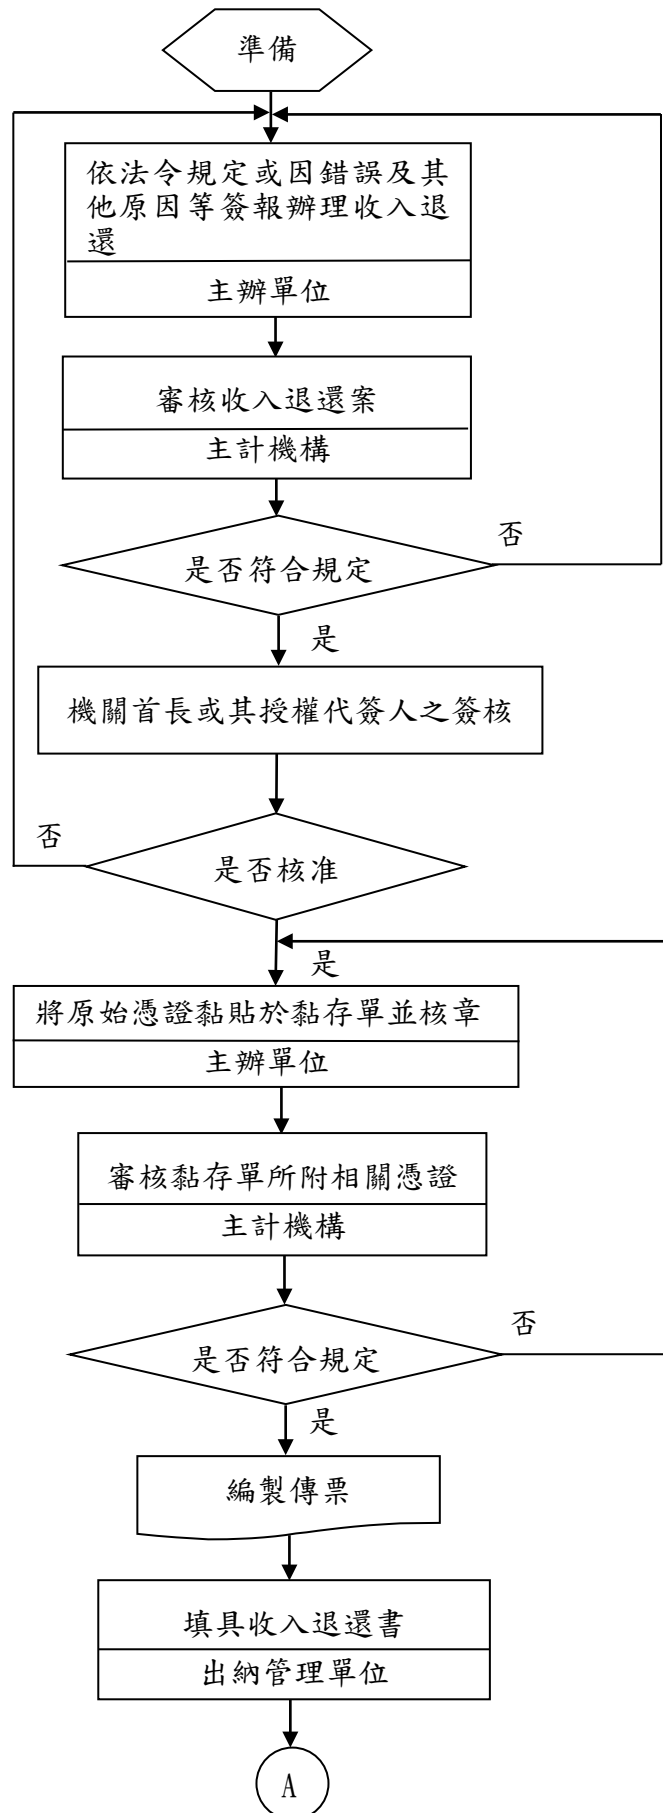 準備
依法令規定或因錯誤及其
他原因等簽報辦理收入退
還
主辦單位
審核收入退還案
主計機構
否
是否符合規定
是
機關首長或其授權代簽人之簽核
否
是否核准
是
將原始憑證黏貼於黏存單並核章
主辦單位
審核黏存單所附相關憑證
主計機構
否
是否符合規定
是
編製傳票
填具收入退還書
出納管理單位
A